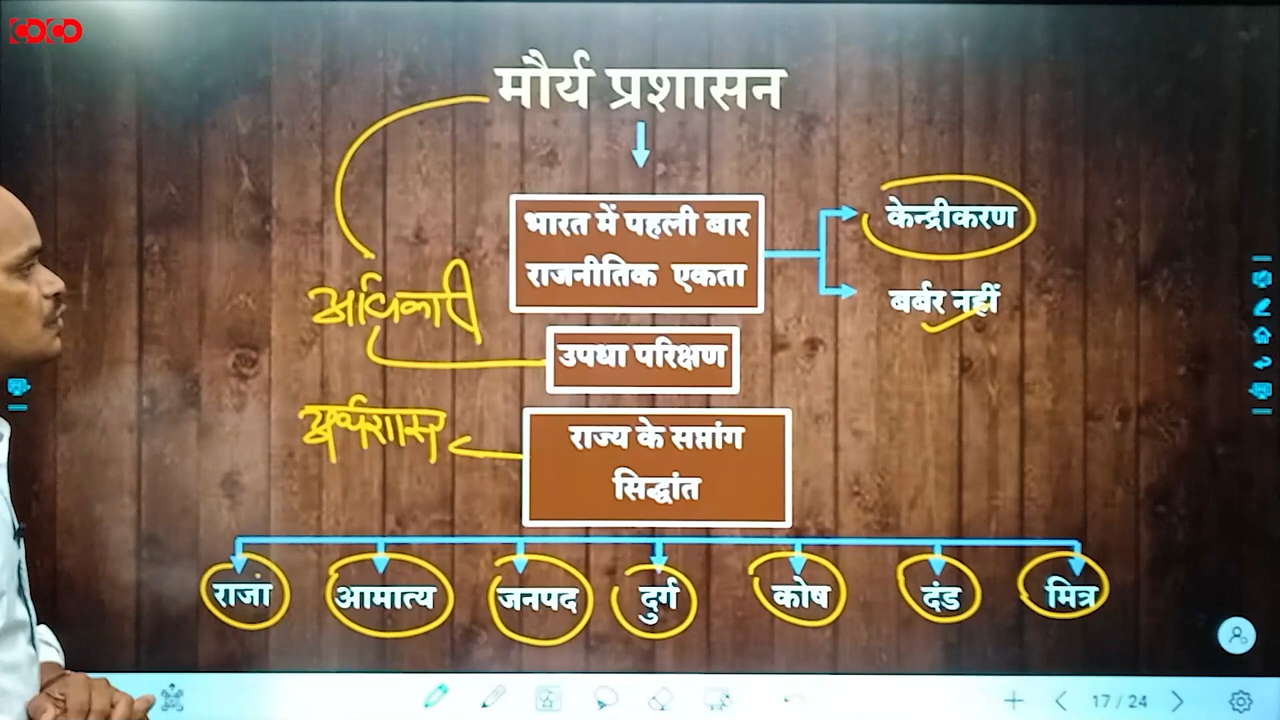 COCO
मौर्य प्रशासन
भारत में पहली बार
राजनीतिक एकता
केन्द्रीकरण
बर्बर नहीं
अधिकारी
उपधा परिक्षण
अर्थशास्त्र
राज्य के सप्तांग
सिद्धांत
राजा आमात्य जनपद दुर्ग कोष दंड मित्र
17 / 24